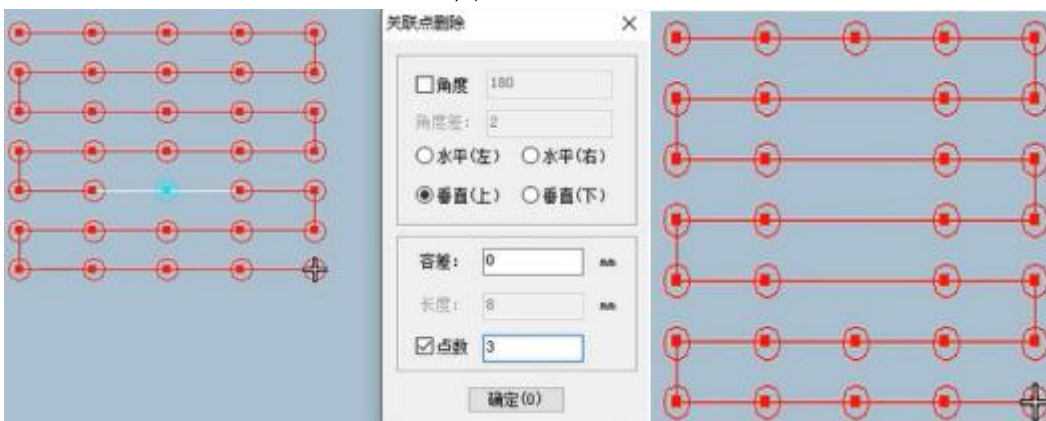 关联点删除
角度 180
角度差: 2
水平(左) 水平(右)
垂直(上) 垂直(下)
容差: 0 mm
长度: 8 mm
点数 3
确定(O)